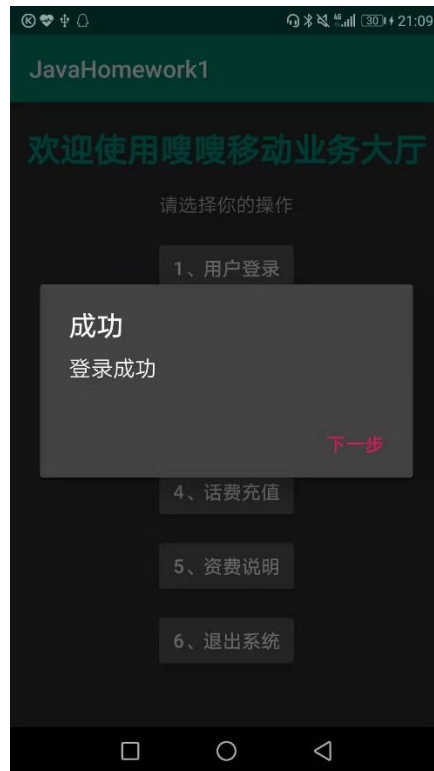 30
21:09
JavaHomework1
欢迎使用嗖嗖移动业务大厅
请选择你的操作
1、用户登录
成功
登录成功
下一步
4、话费充值
5、资费说明
6、退出系统